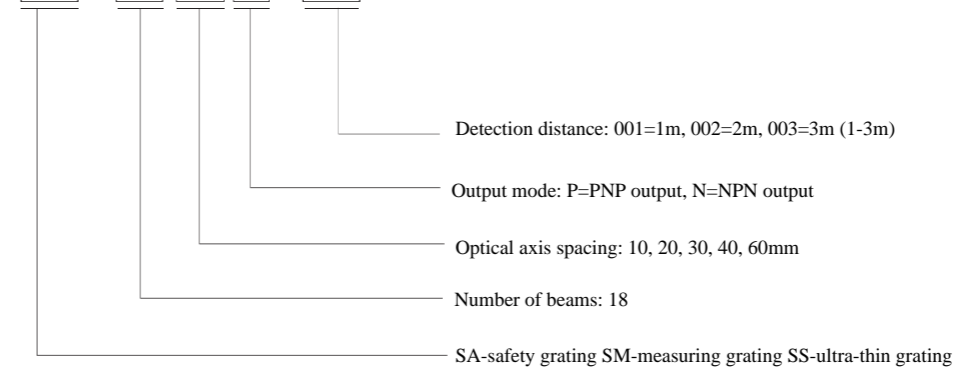 Detection distance: 001=1m, 002=2m, 003=3m (1-3m)
Output mode: P=PNP output, N=NPN output
Optical axis spacing: 10, 20, 30, 40, 60mm
Number of beams: 18
SA-safety grating SM-measuring grating SS-ultra-thin grating